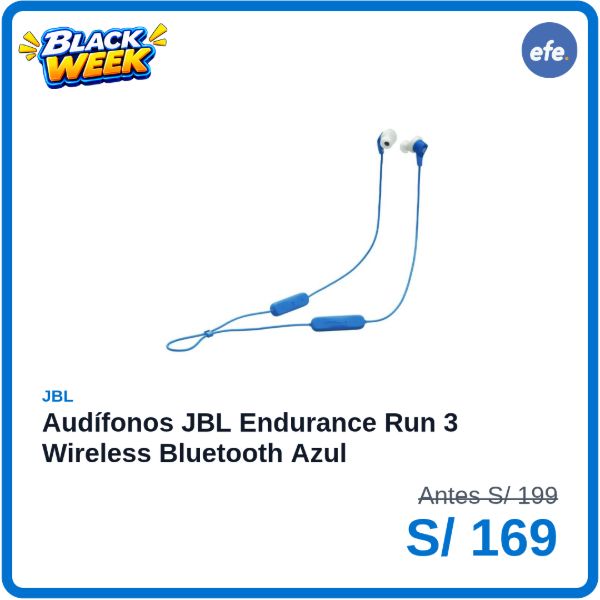 BLACK
WEEK
efe.
JBL
Audífonos JBL Endurance Run 3
Wireless Bluetooth Azul
Antes S/ 199
S/ 169